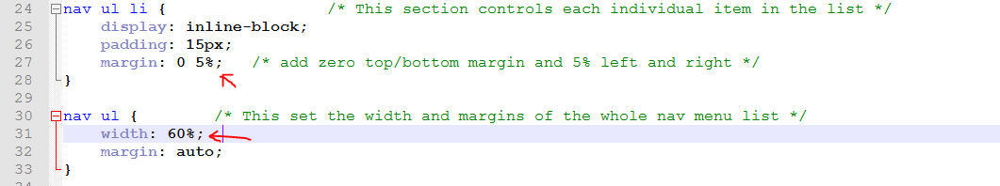 24 nav ul li { /* This section controls each individual item in the list */
25 display: inline-block;
26 padding: 15px;
27 margin: 0 5%; /* add zero top/bottom margin and 5% left and right */
28 }
29
30 nav ul { /* This set the width and margins of the whole nav menu list */
31 width: 60%;
32 margin: auto;
33 }